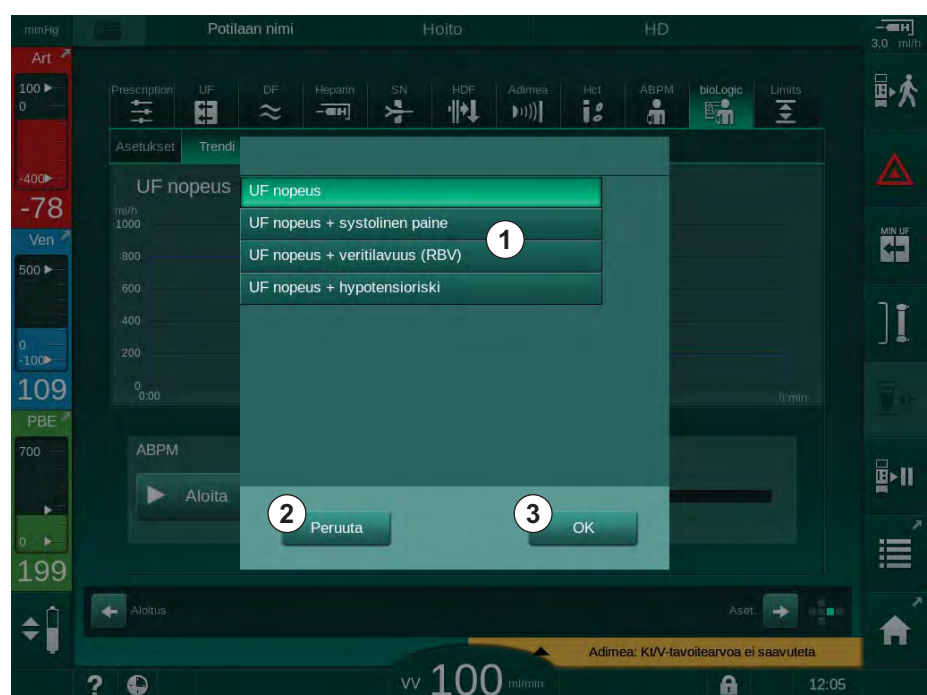 mmHg
Potilaan nimi Hoito HD
3,0 ml/h
Art
100
0
-400
-78
Ven
500
0
-100
109
PBE
700
0
199
Prescription UF DF Heparin SN HDF Adimea Hct ABPM bioLogic Limits
Asetukset Trendi
UF nopeus
ml/h
1000
800
600
400
200
0
0:00
h:min
UF nopeus
UF nopeus + systolinen paine
UF nopeus + veritilavuus (RBV)
UF nopeus + hypotensioriski
1
ABPM
Aloita
2
Peruuta
3
OK
MIN UF
Aloitus
Aset.
Adimea: Kt/V-tavoitearvoa ei saavuteta
? VV 100 ml/min 12:05